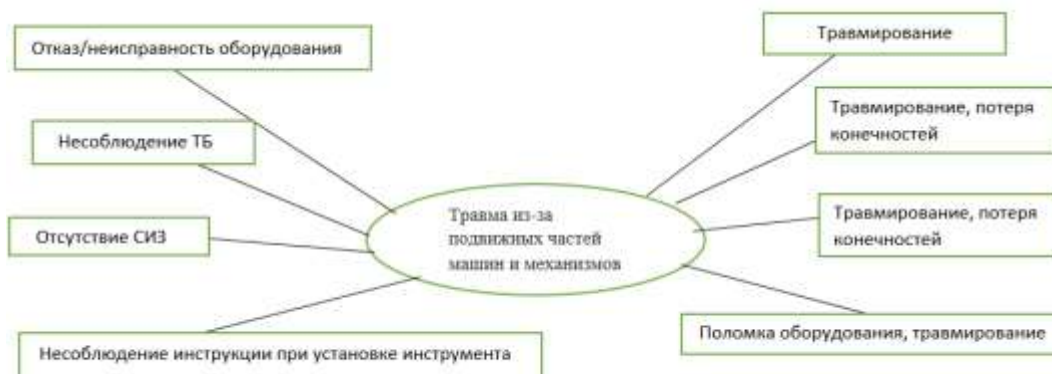 Отказ/неисправность оборудования
Несоблюдение ТБ
Отсутствие СИЗ
Несоблюдение инструкции при установке инструмента
Травма из-за
подвижных частей
машин и механизмов
Травмирование
Травмирование, потеря
конечностей
Травмирование, потеря
конечностей
Поломка оборудования, травмирование